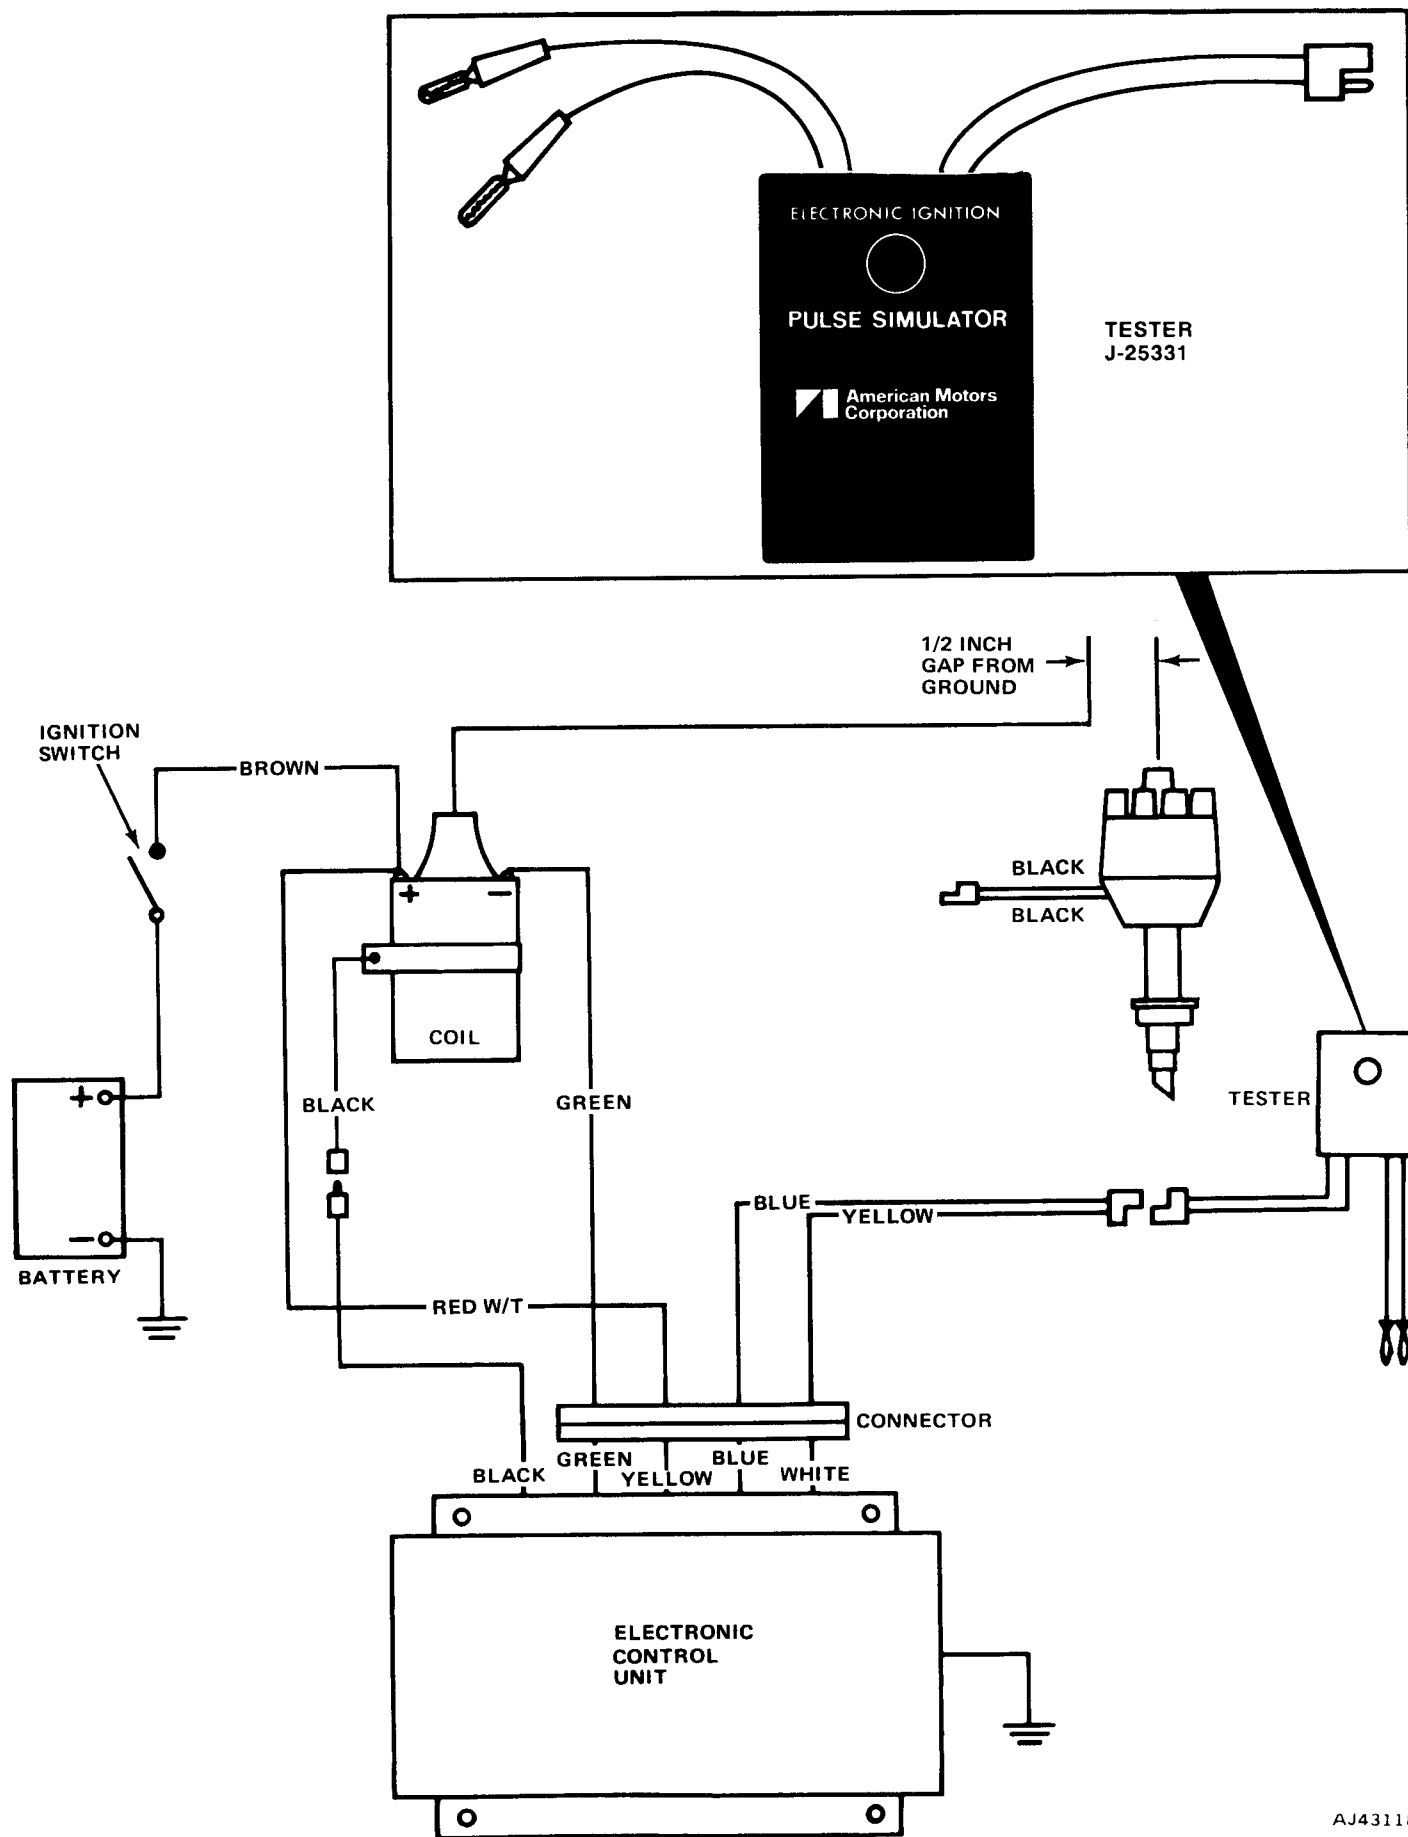 ELECTRONIC IGNITION
PULSE SIMULATOR
American Motors
Corporation
TESTER
J-25331
1/2 INCH
GAP FROM
GROUND
IGNITION
SWITCH
BROWN
+
−
COIL
BLACK
BLACK
BLACK
GREEN
TESTER
+
−
BATTERY
BLUE
YELLOW
RED W/T
CONNECTOR
BLACK
GREEN
YELLOW
BLUE
WHITE
ELECTRONIC
CONTROL
UNIT